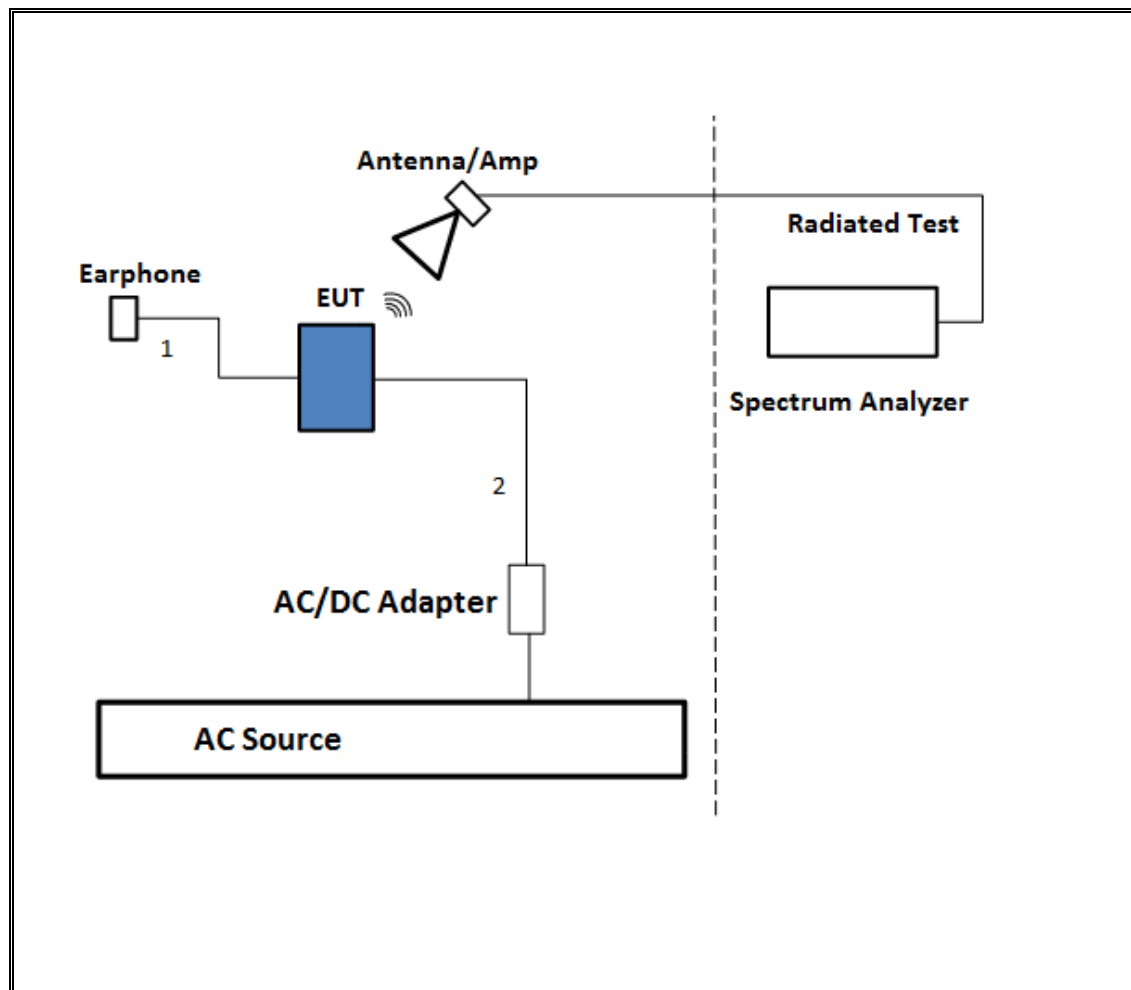 Antenna/Amp
Radiated Test
Earphone
EUT
1
Spectrum Analyzer
2
AC/DC Adapter
AC Source